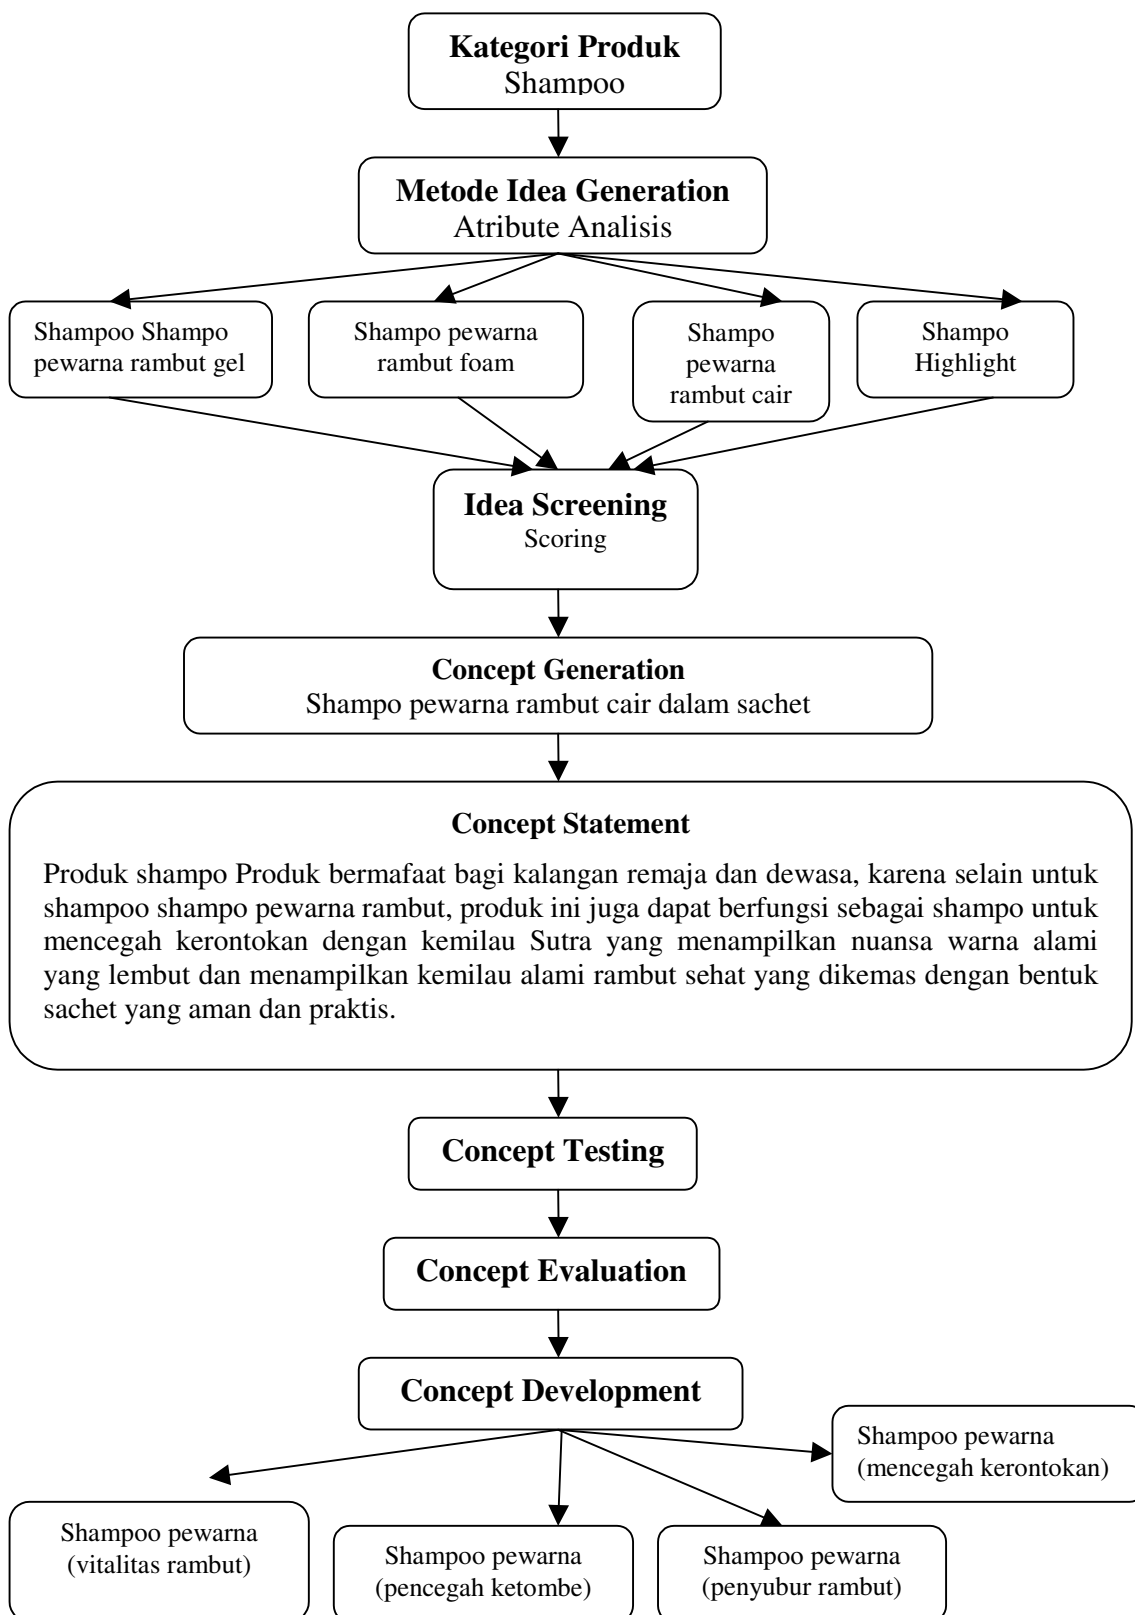 Kategori Produk
Shampoo
Metode Idea Generation
Atribute Analisis
Shampoo Shampo
pewarna rambut gel
Shampo pewarna
rambut foam
Shampo
pewarna
rambut cair
Shampo
Highlight
Idea Screening
Scoring
Concept Generation
Shampo pewarna rambut cair dalam sachet
Concept Statement
Produk shampo Produk bermafaat bagi kalangan remaja dan dewasa, karena selain untuk
shampoo shampo pewarna rambut, produk ini juga dapat berfungsi sebagai shampo untuk
mencegah kerontokan dengan kemilau Sutra yang menampilkan nuansa warna alami
yang lembut dan menampilkan kemilau alami rambut sehat yang dikemas dengan bentuk
sachet yang aman dan praktis.
Concept Testing
Concept Evaluation
Concept Development
Shampoo pewarna
(mencegah kerontokan)
Shampoo pewarna
(vitalitas rambut)
Shampoo pewarna
(pencegah ketombe)
Shampoo pewarna
(penyubur rambut)